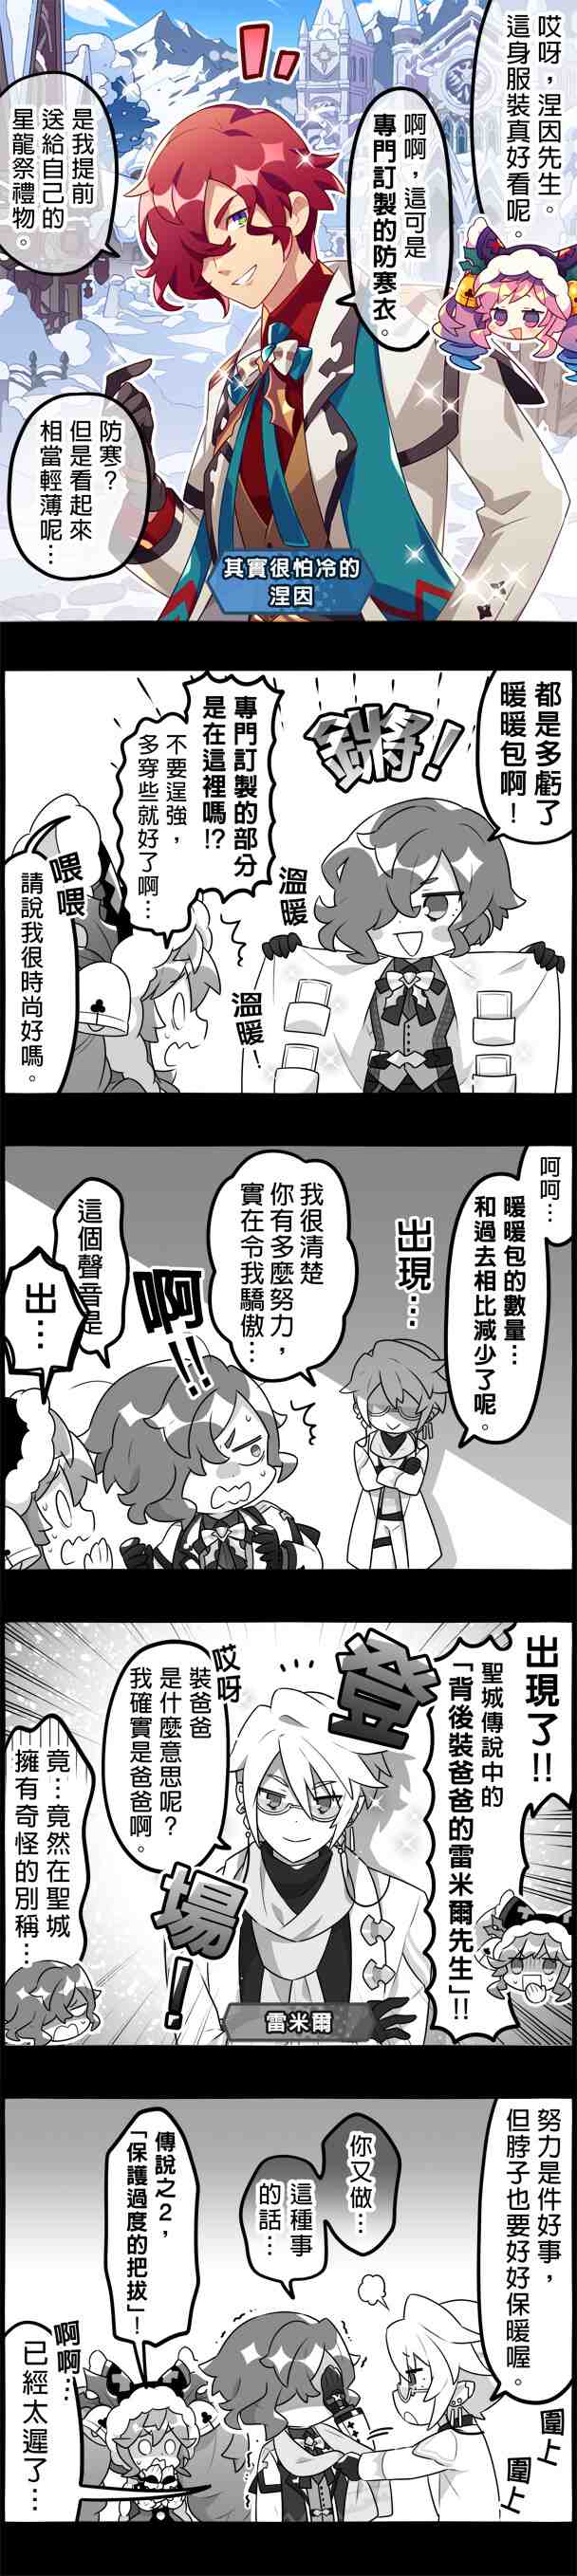 哎呀，涅因先生。
這身服裝真好看呢。
啊啊，這可是
專門訂製的防寒衣。
是我提前
送給自己的
星龍祭禮物。
防寒？
但是看起來
相當輕薄呢…
其實很怕冷的
涅因
都是多虧了
暖暖包啊！
鏘！
溫暖
溫暖！
專門訂製的部分
是在這裡嗎!?
不要逞強，
多穿些就好了啊…
喂喂
請說我很時尚好嗎。
呵呵…
暖暖包的數量…
和過去相比減少了呢。
出現…
我很清楚
你有多麼努力，
實在令我驕傲…
啊!!
這個聲音是
出…
出現了!!
聖城傳說中的
「背後裝爸爸的雷米爾先生」!!
登
場！
哎呀
裝爸爸
是什麼意思呢？
我確實是爸爸啊。
竟…竟然在聖城
擁有奇怪的別稱…
雷米爾
努力是件好事，
但脖子也要好好保暖喔。
圍上
圍上
你又做…
這種事
的話…
傳說之2，
「保護過度的把拔」！
啊啊…
已經太遲了…